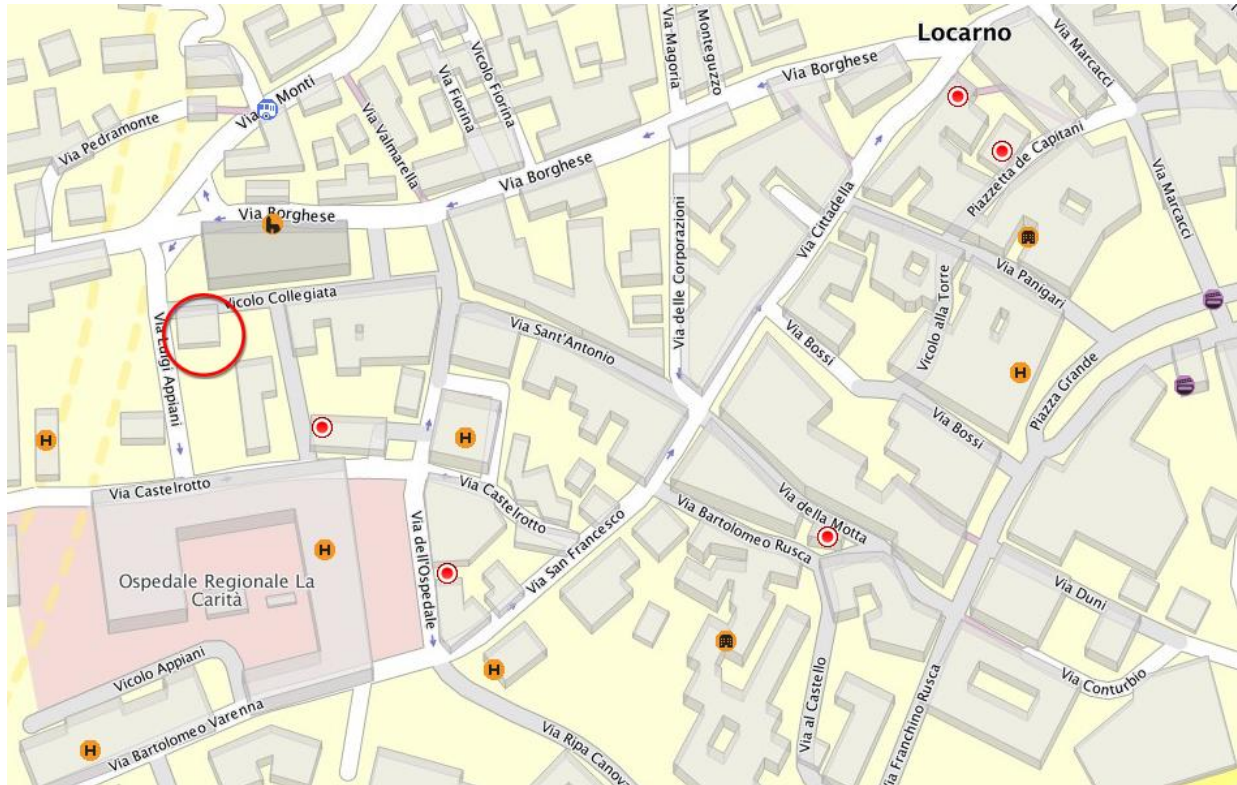 Locarno
Via Marcacci
Via Magoria
Monteguzzo
Vicolo Fiorina
Via Fiorina
Via Borghese
Via Monti
Via Valmarella
Via Pedramonte
Via Borghese
Via Cittadella
Piazzetta de Capitani
Via Marcacci
Via Borghese
Via delle Corporazioni
Via Panigari
Vicolo Collegiata
Via Sant'Antonio
Via Luigi Appiani
Via Bossi
Vicolo alla Torre
Piazza Grande
H
Via Bossi
H
H
Via Castelrotto
Via Castelrotto
Via della Motta
Via Bartolomeo Rusca
Via San Francesco
Via dell'Ospedale
H
Ospedale Regionale La
Carità
Via Duni
Vicolo Appiani
H
Via Conturbio
Via Bartolomeo Varenna
Via al Castello
Via Franchino Rusca
Via Ripa Canova
H